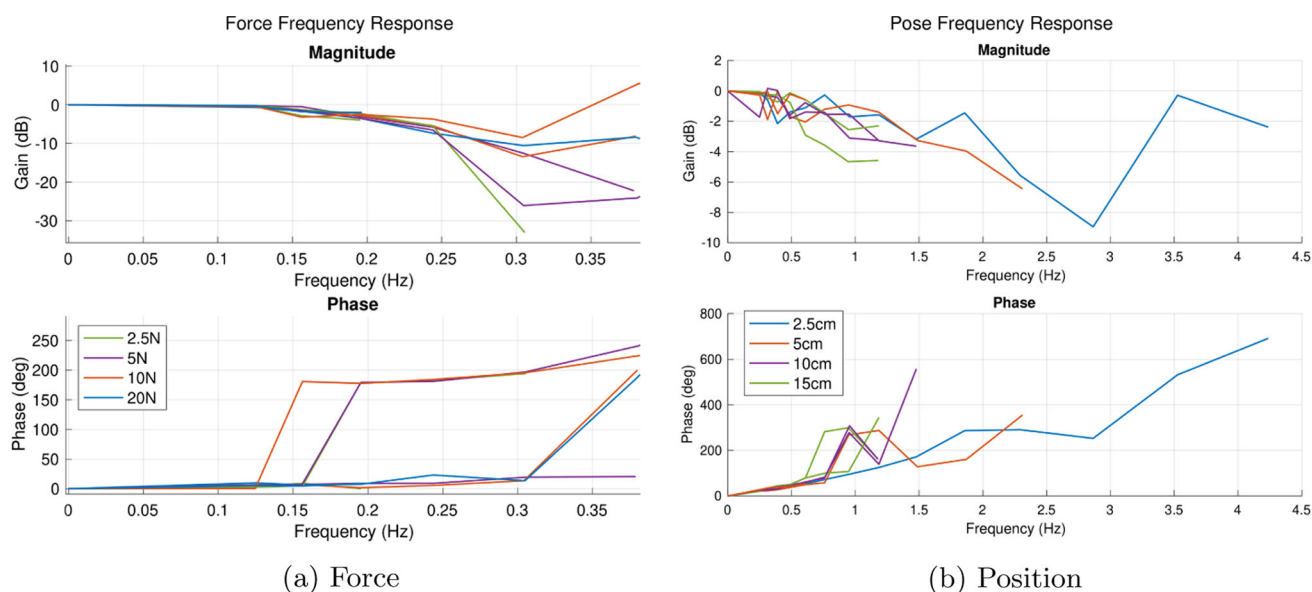 Force Frequency Response
Magnitude
10
0
-10
-20
-30
Gain (dB)
0 0.05 0.1 0.15 0.2 0.25 0.3 0.35
Frequency (Hz)
Phase
250
200
150
100
50
0
Phase (deg)
2.5N
5N
10N
20N
0 0.05 0.1 0.15 0.2 0.25 0.3 0.35
Frequency (Hz)
(a) Force
Pose Frequency Response
Magnitude
2
0
-2
-4
-6
-8
-10
Gain (dB)
0 0.5 1 1.5 2 2.5 3 3.5 4 4.5
Frequency (Hz)
Phase
800
600
400
200
0
Phase (deg)
2.5cm
5cm
10cm
15cm
0 0.5 1 1.5 2 2.5 3 3.5 4 4.5
Frequency (Hz)
(b) Position